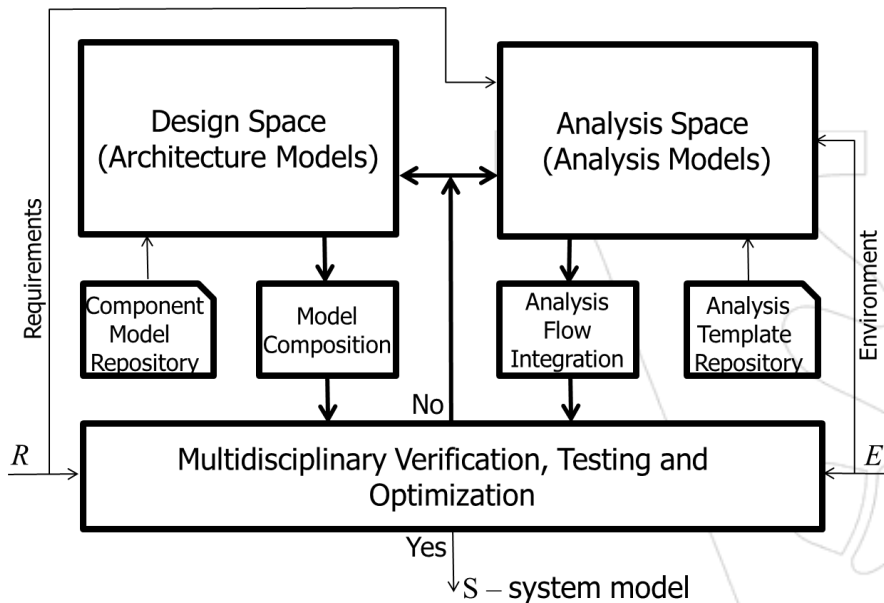 Design Space
(Architecture Models)
Analysis Space
(Analysis Models)
Requirements
Environment
Component
Model
Repository
Model
Composition
Analysis
Flow
Integration
Analysis
Template
Repository
No
R
Multidisciplinary Verification, Testing and
Optimization
E
Yes
S – system model